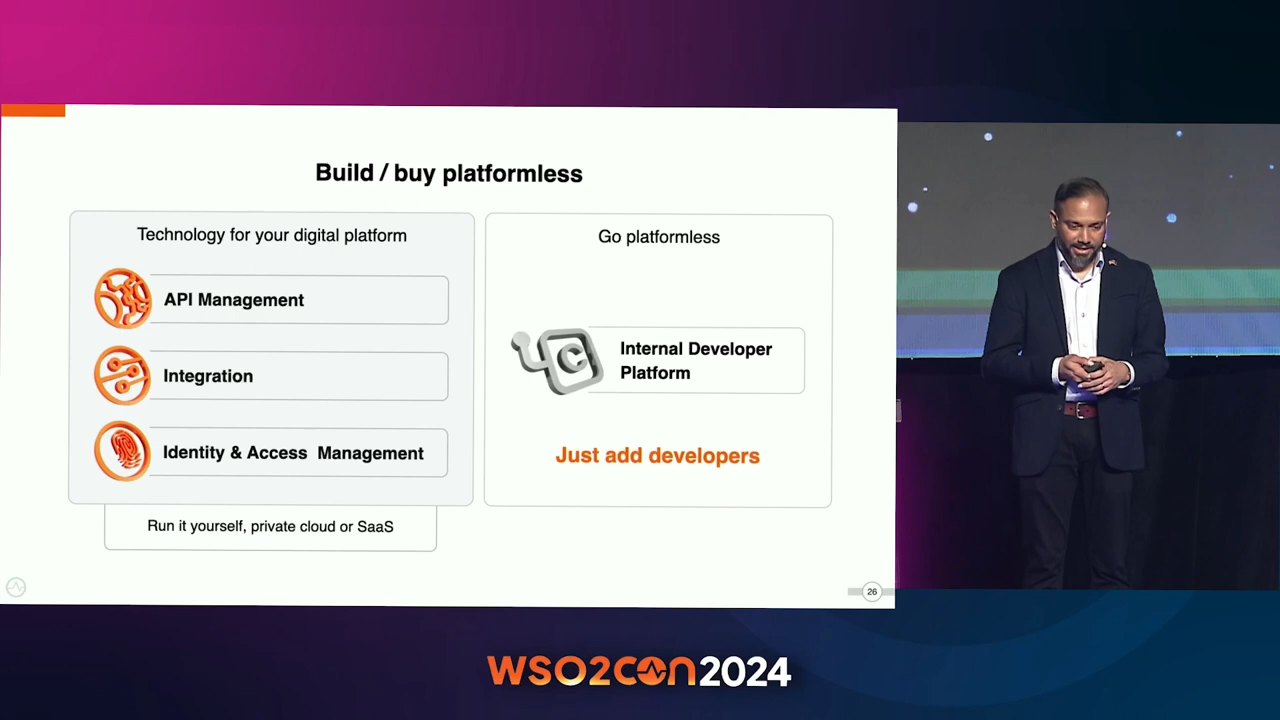 Build / buy platformless
Technology for your digital platform
API Management
Integration
Identity & Access Management
Run it yourself, private cloud or SaaS
Go platformless
C
Internal Developer
Platform
Just add developers
26
WSO2CON2024